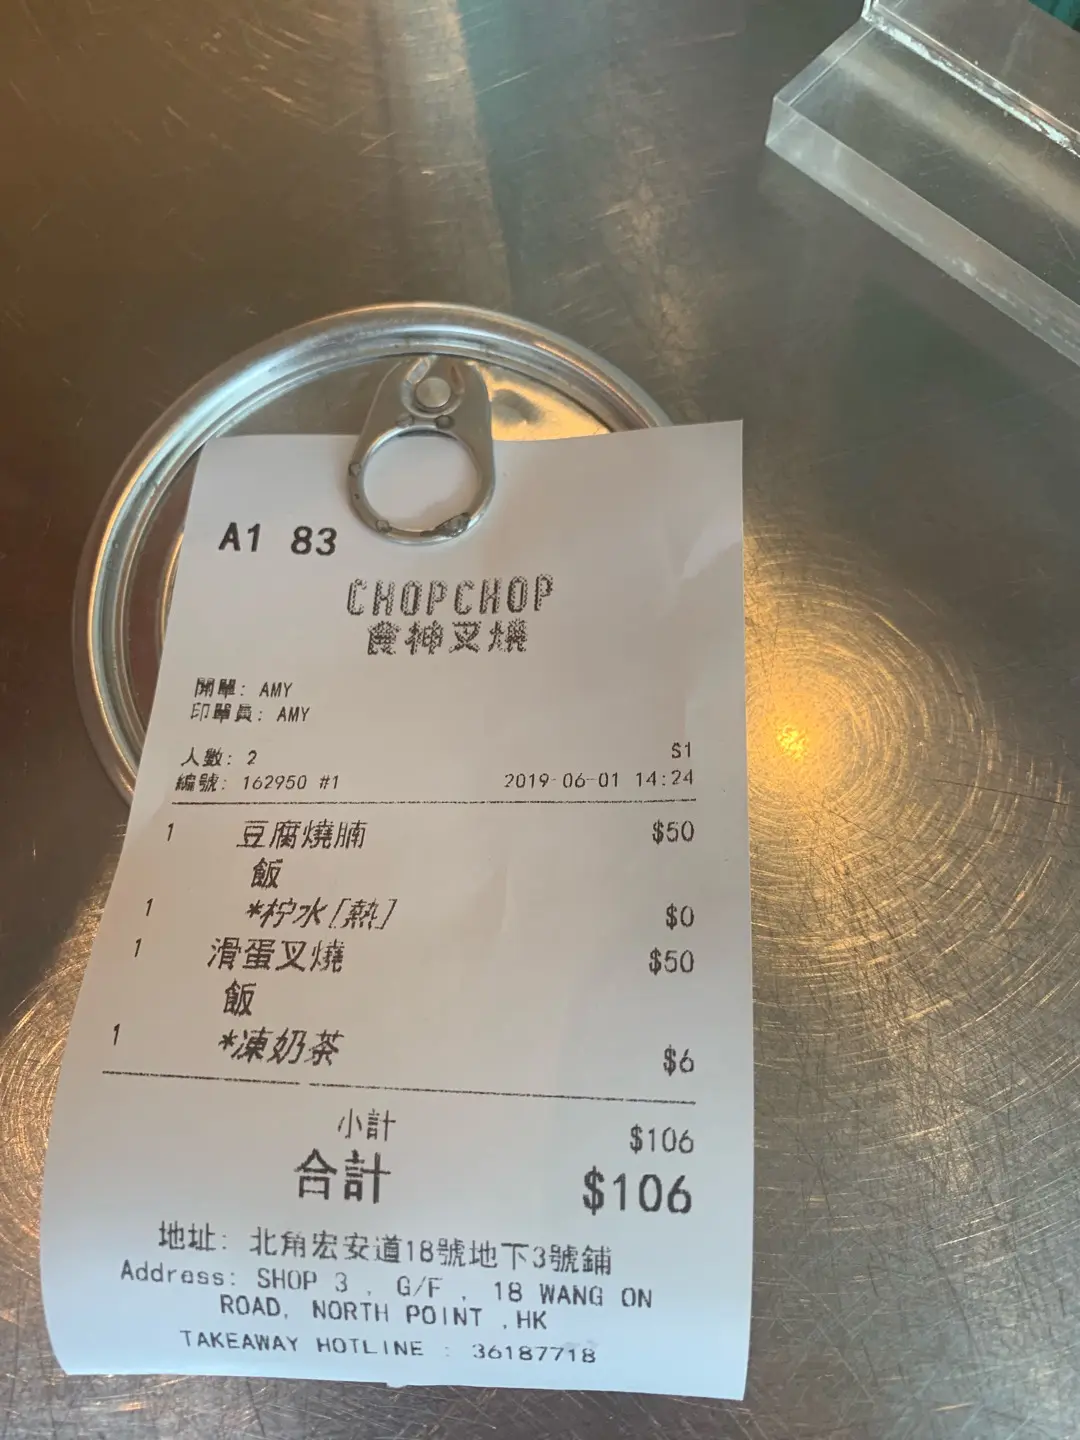 A1 83
CHOPCHOP
食神叉燒
開單: AMY
印單員: AMY
人數: 2 S1
編號: 162950 #1 2019-06-01 14:24
1 豆腐燒腩 $50
飯
1 *柠水[熱] $0
1 滑蛋叉燒 $50
飯
1 *凍奶茶 $6
小計 $106
合計 $106
地址: 北角宏安道18號地下3號鋪
Address: SHOP 3 , G/F , 18 WANG ON
ROAD, NORTH POINT ,HK
TAKEAWAY HOTLINE : 36187718